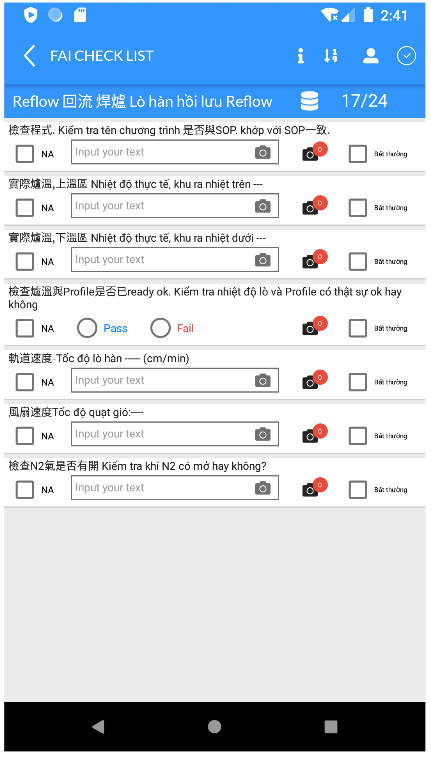 2:41
FAI CHECK LIST
Reflow 回流 焊爐 Lò hàn hồi lưu Reflow 17/24
檢查程式. Kiểm tra tên chương trình 是否與SOP. khớp với SOP一致.
NA Input your text 0 Bất thường
實際爐溫,上溫區 Nhiệt độ thực tế, khu ra nhiệt trên ---
NA Input your text 0 Bất thường
實際爐溫,下溫區 Nhiệt độ thực tế, khu ra nhiệt dưới ---
NA Input your text 0 Bất thường
檢查爐溫與Profile是否已ready ok. Kiểm tra nhiệt độ lò và Profile có thật sự ok hay
không
NA Pass Fail 0 Bất thường
軌道速度-Tốc độ lò hàn ----- (cm/min)
NA Input your text 0 Bất thường
風扇速度Tốc độ quạt gió:----
NA Input your text 0 Bất thường
檢查N2氣是否有開 Kiểm tra khí N2 có mở hay không?
NA Input your text 0 Bất thường